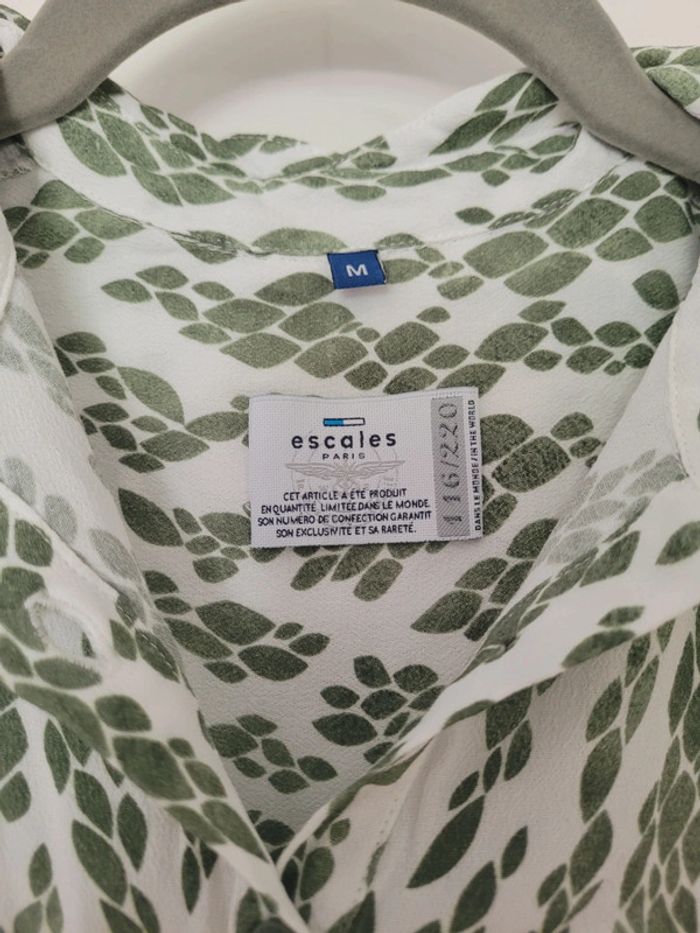 M
escales
PARIS
CET ARTICLE A ÉTÉ PRODUIT
EN QUANTITÉ LIMITÉE DANS LE MONDE.
SON NUMÉRO DE CONFECTION GARANTIT
SON EXCLUSIVITÉ ET SA RARETÉ.
16/220
DANS LE MONDE/IN THE WORLD